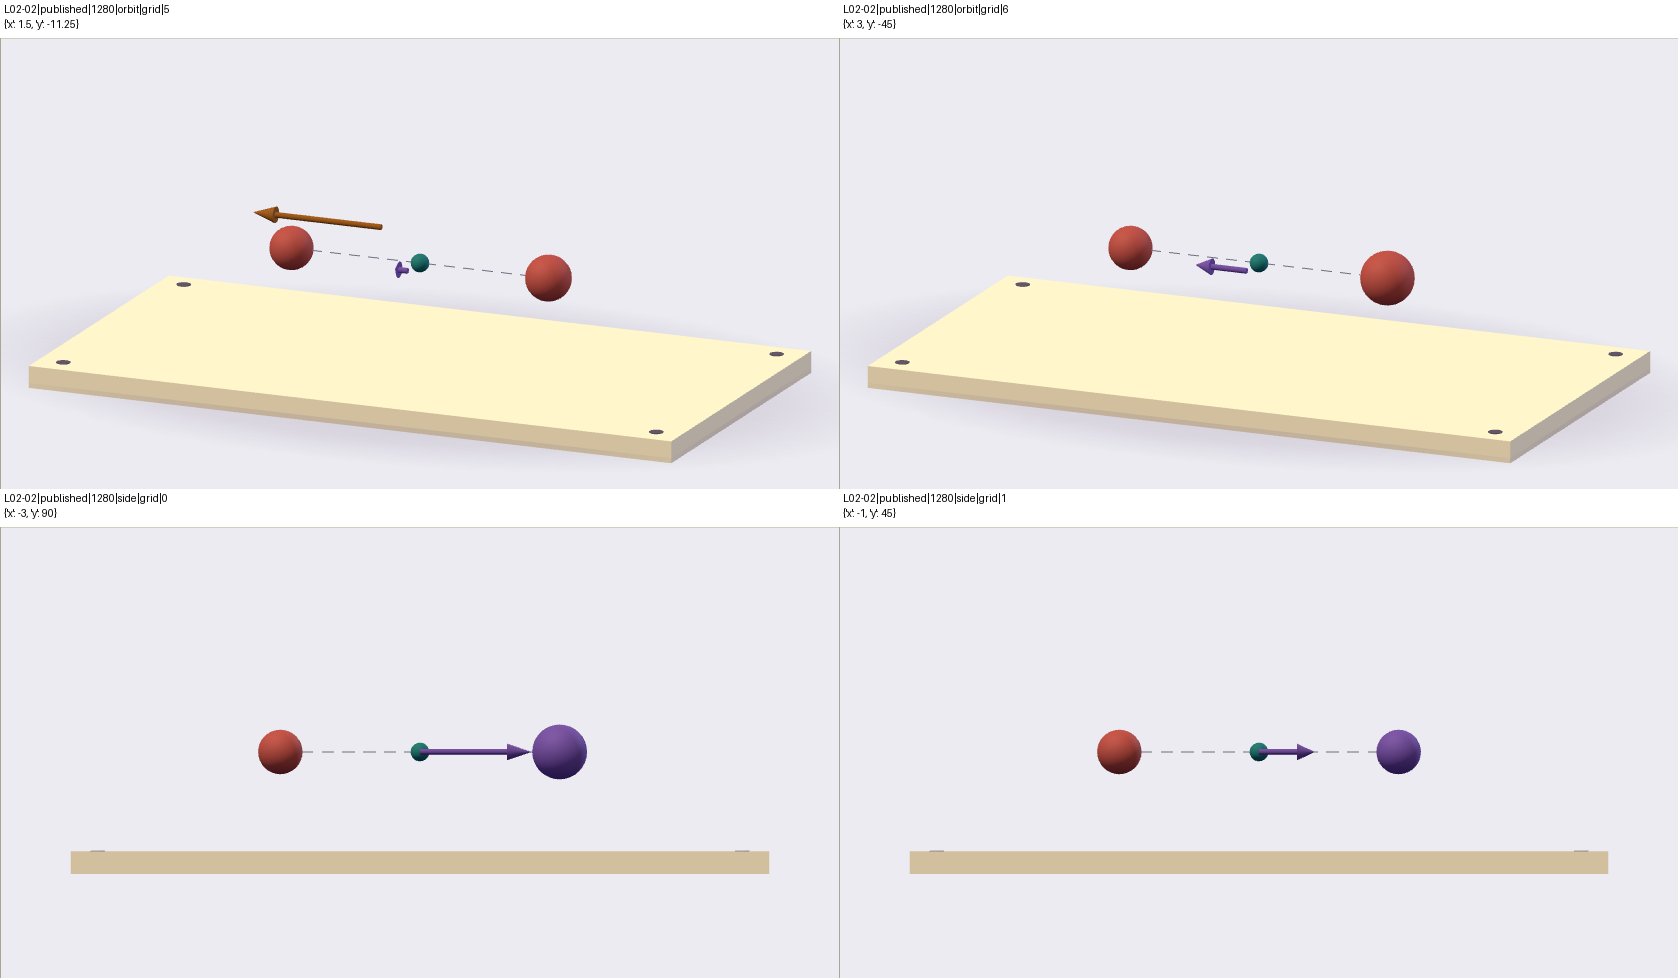 L02-02|published|1280|orbit|grid|5
{'x': 1.5, 'y': -11.25}
L02-02|published|1280|orbit|grid|6
{'x': 3, 'y': -45}
L02-02|published|1280|side|grid|0
{'x': -3, 'y': 90}
L02-02|published|1280|side|grid|1
{'x': -1, 'y': 45}